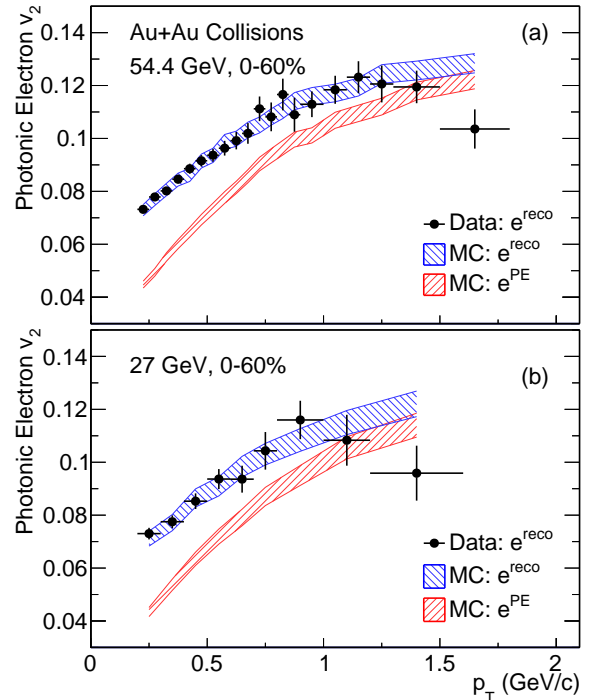 Photonic Electron v₂
0.14
0.12
0.1
0.08
0.06
0.04
Au+Au Collisions
54.4 GeV, 0-60%
(a)
Data: e^reco
MC: e^reco
MC: e^PE
Photonic Electron v₂
0.14
0.12
0.1
0.08
0.06
0.04
27 GeV, 0-60%
(b)
Data: e^reco
MC: e^reco
MC: e^PE
0
0.5
1
1.5
2
p_T (GeV/c)